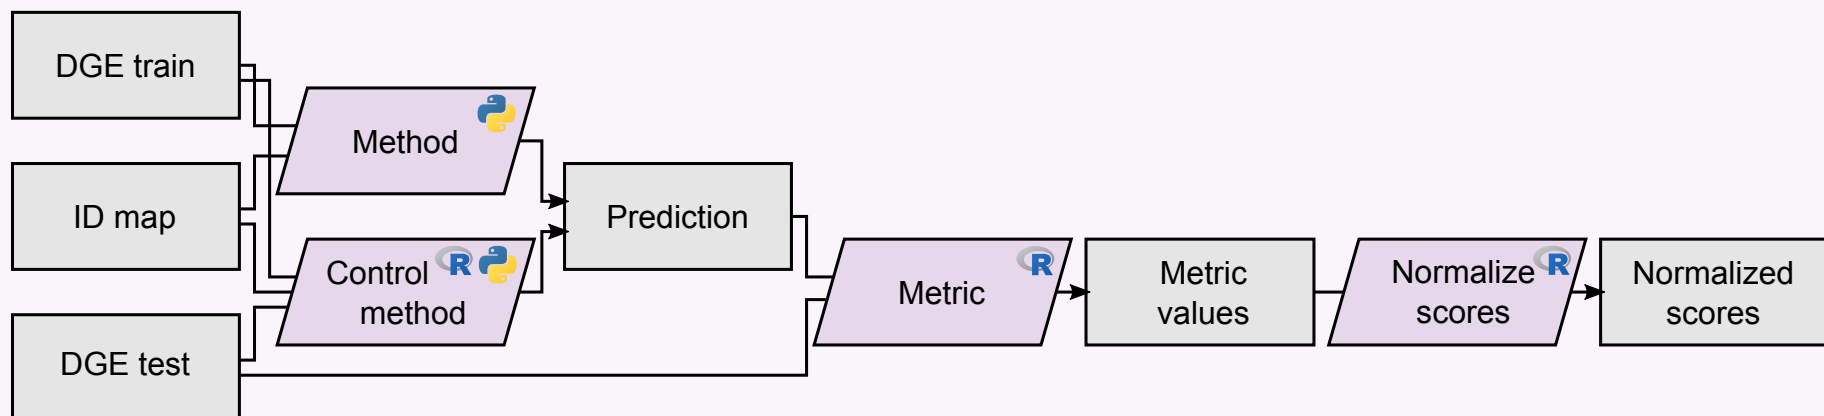 DGE train
Method
ID map
Prediction
Control R
method
DGE test
R
Metric
Metric
values
Normalize R
scores
Normalized
scores